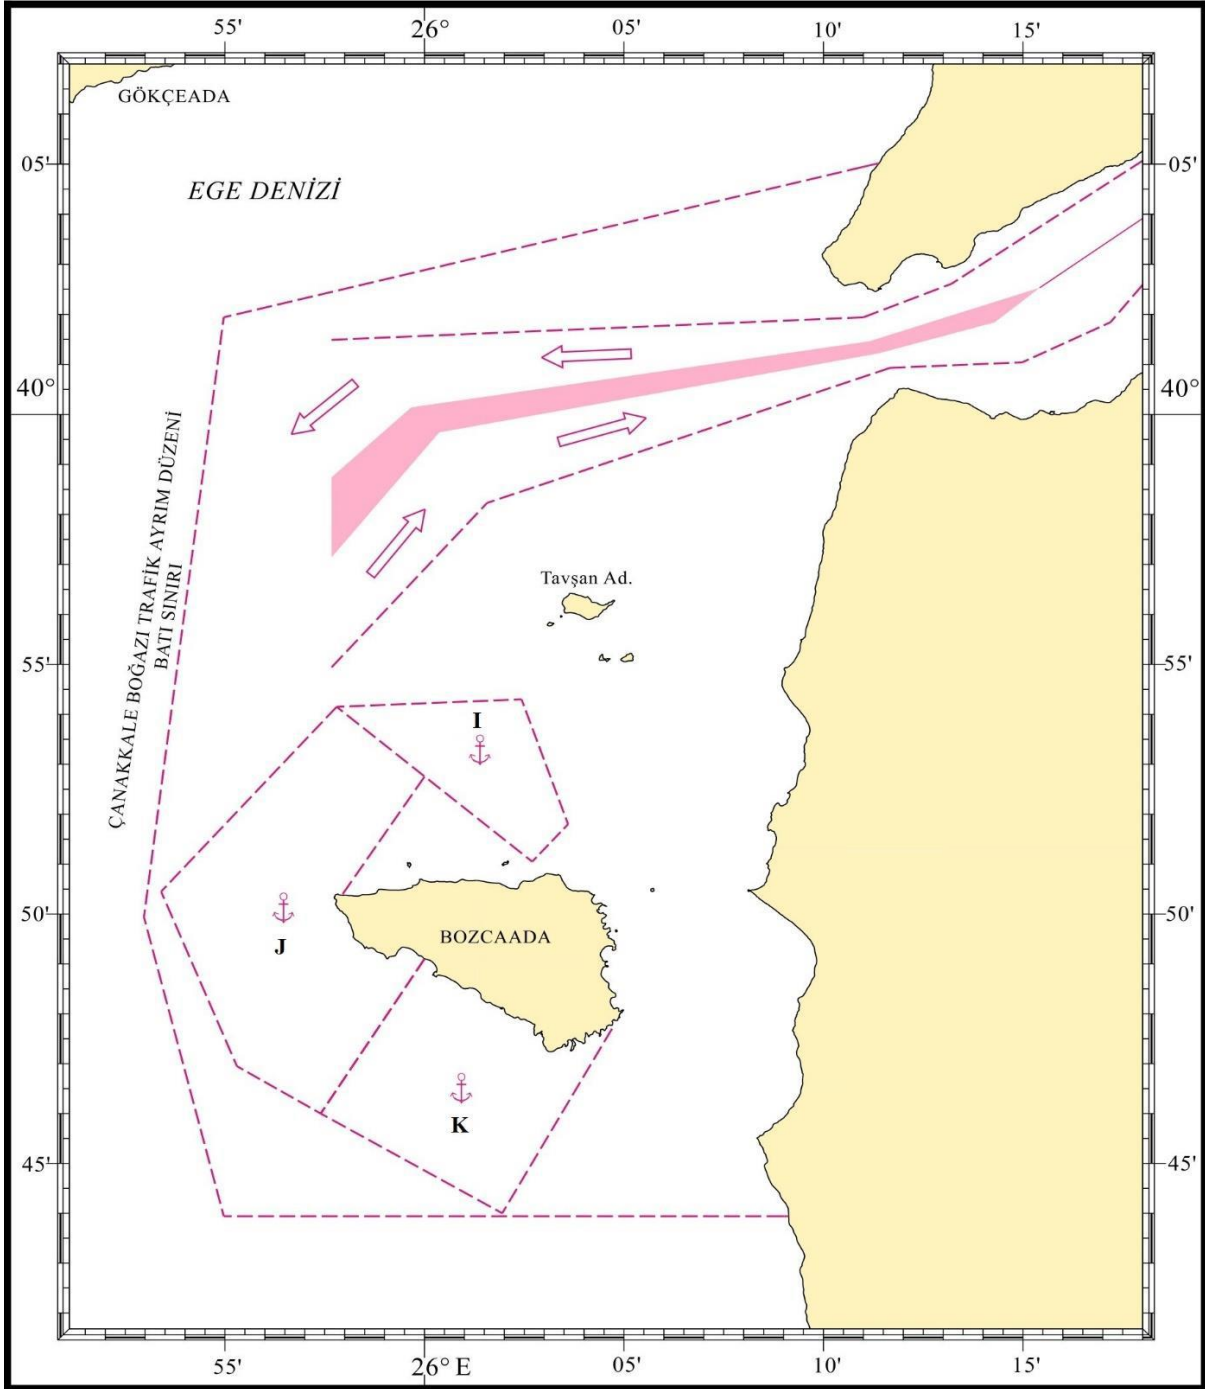 55'
26°
05'
10'
15'
GÖKÇEADA
05'
05'
EGE DENİZİ
40°
40°
ÇANAKKALE BOĞAZI TRAFİK AYRIM DÜZENİ
BATI SINIRI
Tavşan Ad.
55'
55'
I
50'
50'
J
BOZCAADA
K
45'
45'
55'
26° E
05'
10'
15'